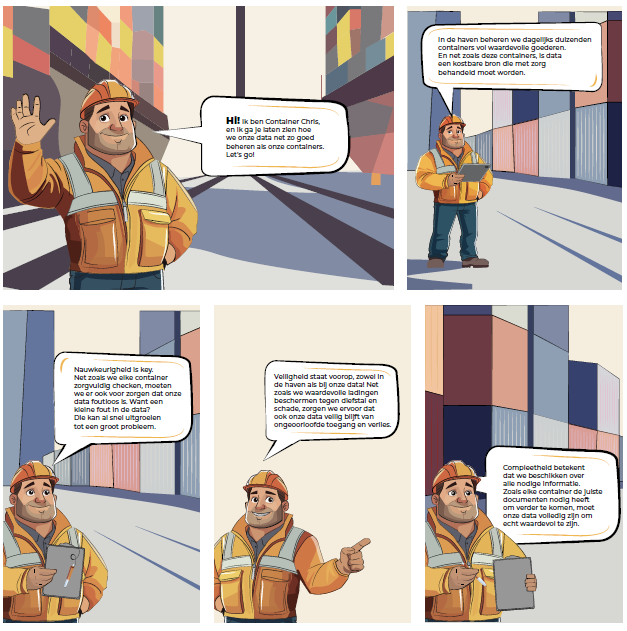 Hi! Ik ben Container Chris,
en ik ga je laten zien hoe
we onze data net zo goed
beheren als onze containers.
Let's go!
In de haven beheren we dagelijks duizenden
containers vol waardevolle goederen.
En net zoals deze containers, is data
een kostbare bron die met zorg
behandeld moet worden.
Nauwkeurigheid is key.
Net zoals we elke container
zorgvuldig checken, moeten
we er ook voor zorgen dat onze
data foutloos is. Want een
kleine fout in de data?
Die kan al snel uitgroeien
tot een groot probleem.
Veiligheid staat voorop, zowel in
de haven als bij onze data! Net
zoals we waardevolle ladingen
beschermen tegen diefstal en
schade, zorgen we ervoor dat
ook onze data veilig blijft van
ongeoorloofde toegang en verlies.
Compleetheid betekent
dat we beschikken over
alle nodige informatie.
Zoals elke container de juiste
documenten nodig heeft
om verder te komen, moet
onze data volledig zijn om
echt waardevol te zijn.